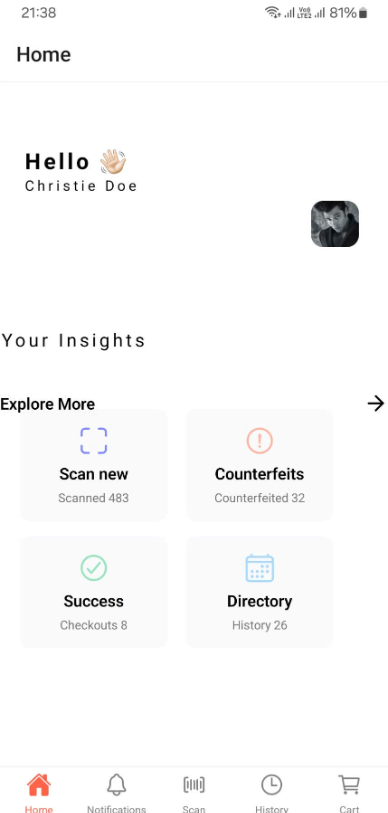 21:38 Vo) LTE2 81%
Home
Hello 👋🏻
Christie Doe
Your Insights
Explore More
Scan new Counterfeits
Scanned 483 Counterfeited 32
Success Directory
Checkouts 8 History 26
Home Notifications Scan History Cart